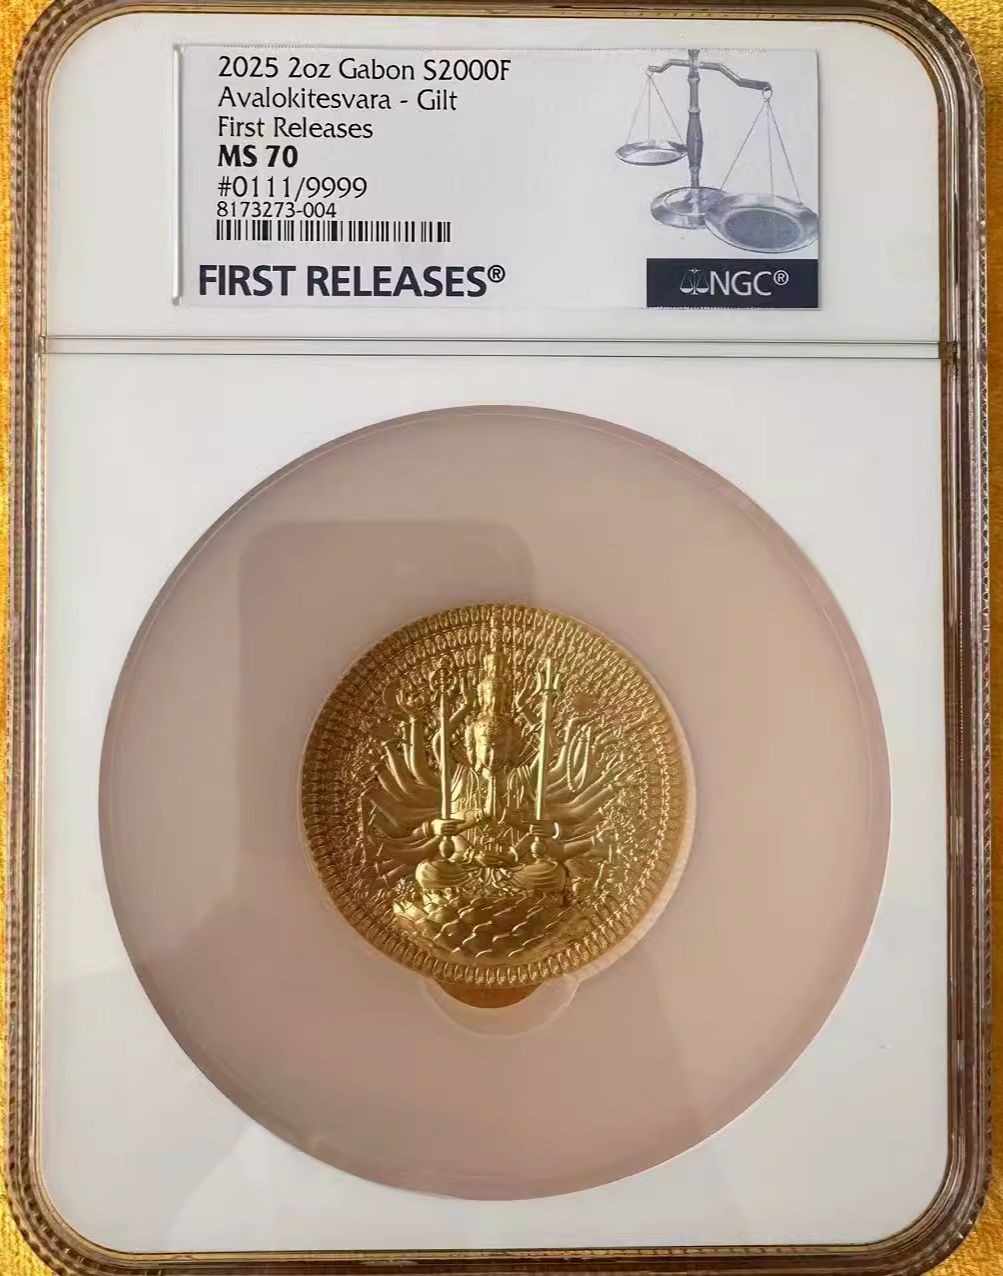 2025 2oz Gabon S2000F
Avalokitesvara - Gilt
First Releases
MS 70
#0111/9999
8173273-004
FIRST RELEASES®
NGC®